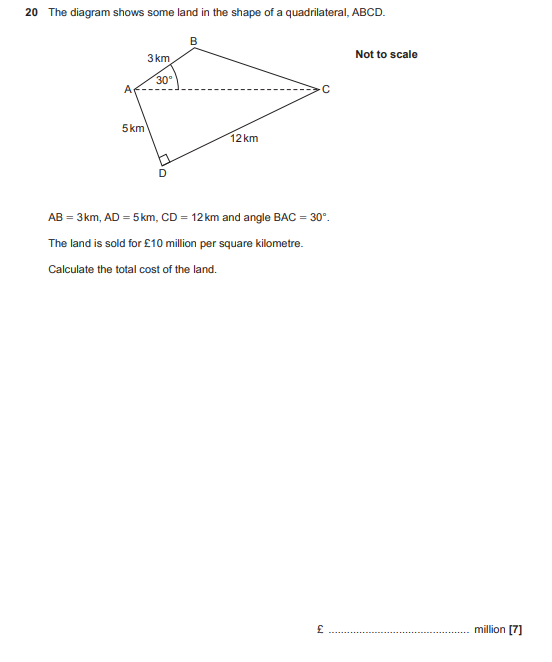 20 The diagram shows some land in the shape of a quadrilateral, ABCD.
B
Not to scale
3 km
30°
A
C
5 km
12 km
D
AB = 3 km, AD = 5 km, CD = 12 km and angle BAC = 30°.
The land is sold for £10 million per square kilometre.
Calculate the total cost of the land.
£ .............................................. million [7]